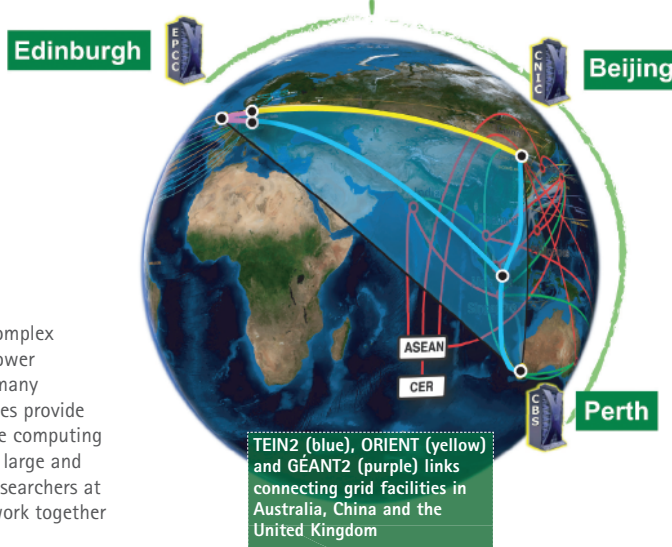 Edinburgh
EPCC
CNIC
Beijing
omplex
ower
many
es provide
e computing
large and
searchers at
work together
ASEAN
CER
CBS
Perth
TEIN2 (blue), ORIENT (yellow)
and GÉANT2 (purple) links
connecting grid facilities in
Australia, China and the
United Kingdom